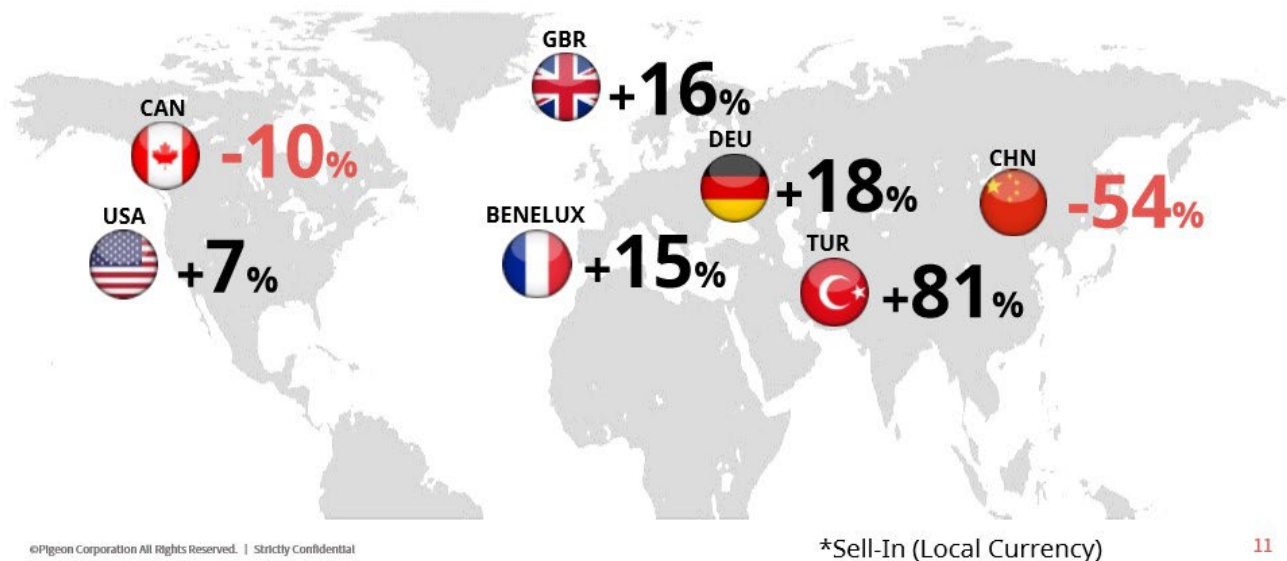 GBR
+16%
CAN
-10%
DEU
+18%
CHN
-54%
USA
+7%
BENELUX
+15%
TUR
+81%
©Pigeon Corporation All Rights Reserved. | Strictly Confidential
*Sell-In (Local Currency)
11